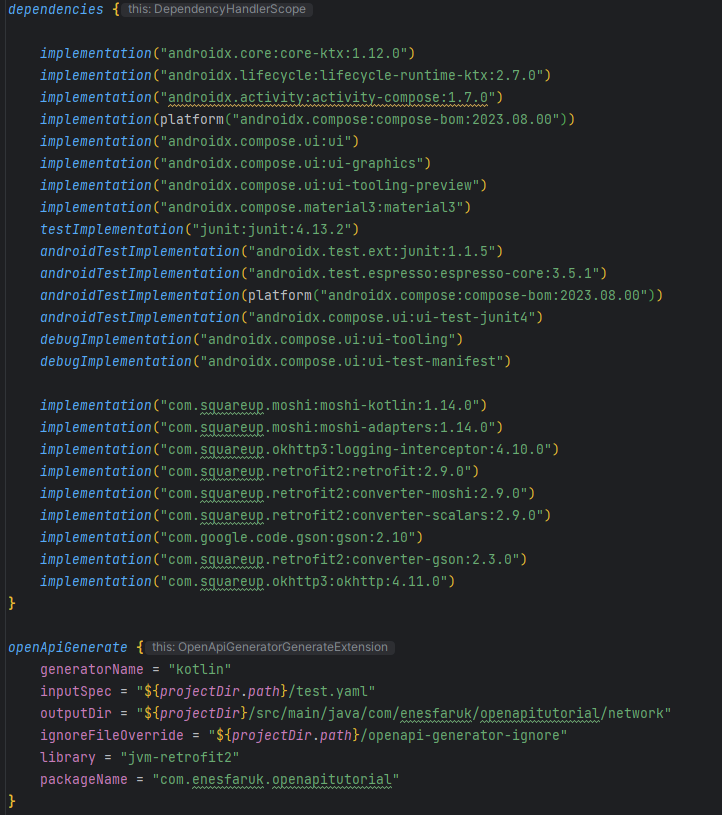 dependencies { this: DependencyHandlerScope
implementation("androidx.core:core-ktx:1.12.0")
implementation("androidx.lifecycle:lifecycle-runtime-ktx:2.7.0")
implementation("androidx.activity:activity-compose:1.7.0")
implementation(platform("androidx.compose:compose-bom:2023.08.00"))
implementation("androidx.compose.ui:ui")
implementation("androidx.compose.ui:ui-graphics")
implementation("androidx.compose.ui:ui-tooling-preview")
implementation("androidx.compose.material3:material3")
testImplementation("junit:junit:4.13.2")
androidTestImplementation("androidx.test.ext:junit:1.1.5")
androidTestImplementation("androidx.test.espresso:espresso-core:3.5.1")
androidTestImplementation(platform("androidx.compose:compose-bom:2023.08.00"))
androidTestImplementation("androidx.compose.ui:ui-test-junit4")
debugImplementation("androidx.compose.ui:ui-tooling")
debugImplementation("androidx.compose.ui:ui-test-manifest")
implementation("com.squareup.moshi:moshi-kotlin:1.14.0")
implementation("com.squareup.moshi:moshi-adapters:1.14.0")
implementation("com.squareup.okhttp3:logging-interceptor:4.10.0")
implementation("com.squareup.retrofit2:retrofit:2.9.0")
implementation("com.squareup.retrofit2:converter-moshi:2.9.0")
implementation("com.squareup.retrofit2:converter-scalars:2.9.0")
implementation("com.google.code.gson:gson:2.10")
implementation("com.squareup.retrofit2:converter-gson:2.3.0")
implementation("com.squareup.okhttp3:okhttp:4.11.0")
}
openApiGenerate { this: OpenApiGeneratorGenerateExtension
generatorName = "kotlin"
inputSpec = "${projectDir.path}/test.yaml"
outputDir = "${projectDir}/src/main/java/com/enesfaruk/openapitutorial/network"
ignoreFileOverride = "${projectDir.path}/openapi-generator-ignore"
library = "jvm-retrofit2"
packageName = "com.enesfaruk.openapitutorial"
}